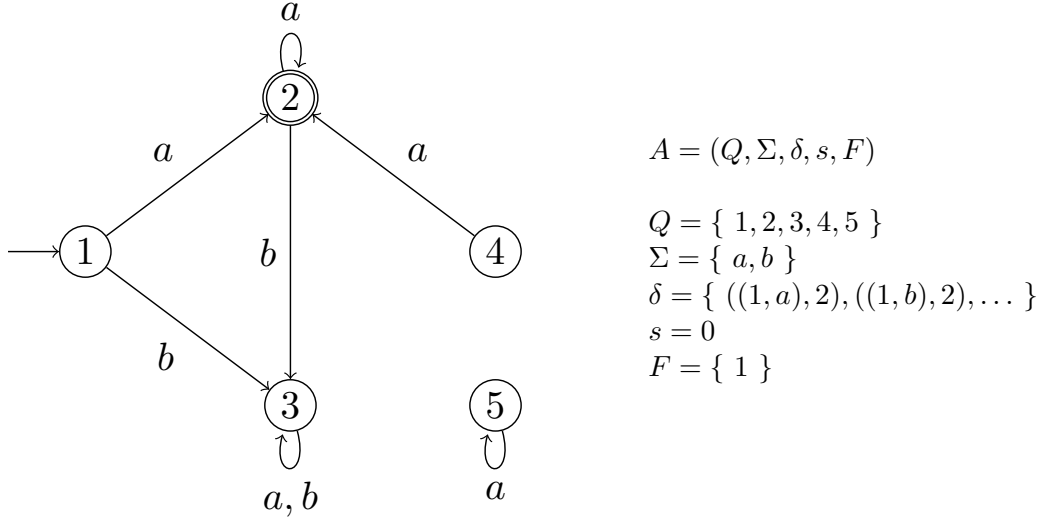 a
2
a
a
1
b
4
b
3
5
a, b
a
A = (Q, Σ, δ, s, F)
Q = { 1, 2, 3, 4, 5 }
Σ = { a, b }
δ = { ((1, a), 2), ((1, b), 2), . . . }
s = 0
F = { 1 }